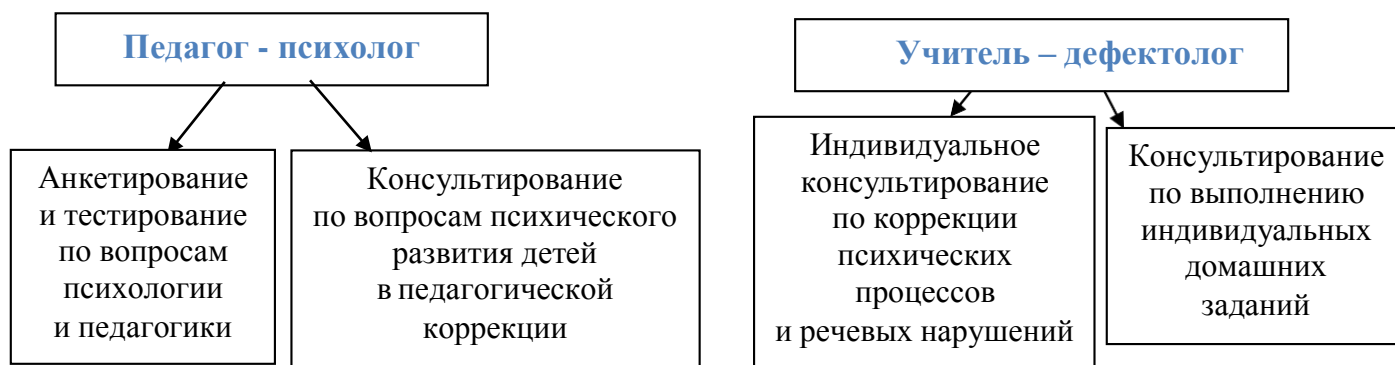 Педагог - психолог
Анкетирование
и тестирование
по вопросам
психологии
и педагогики
Консультирование
по вопросам психического
развития детей
в педагогической
коррекции
Учитель – дефектолог
Индивидуальное
консультирование
по коррекции
психических
процессов
и речевых нарушений
Консультирование
по выполнению
индивидуальных
домашних
заданий